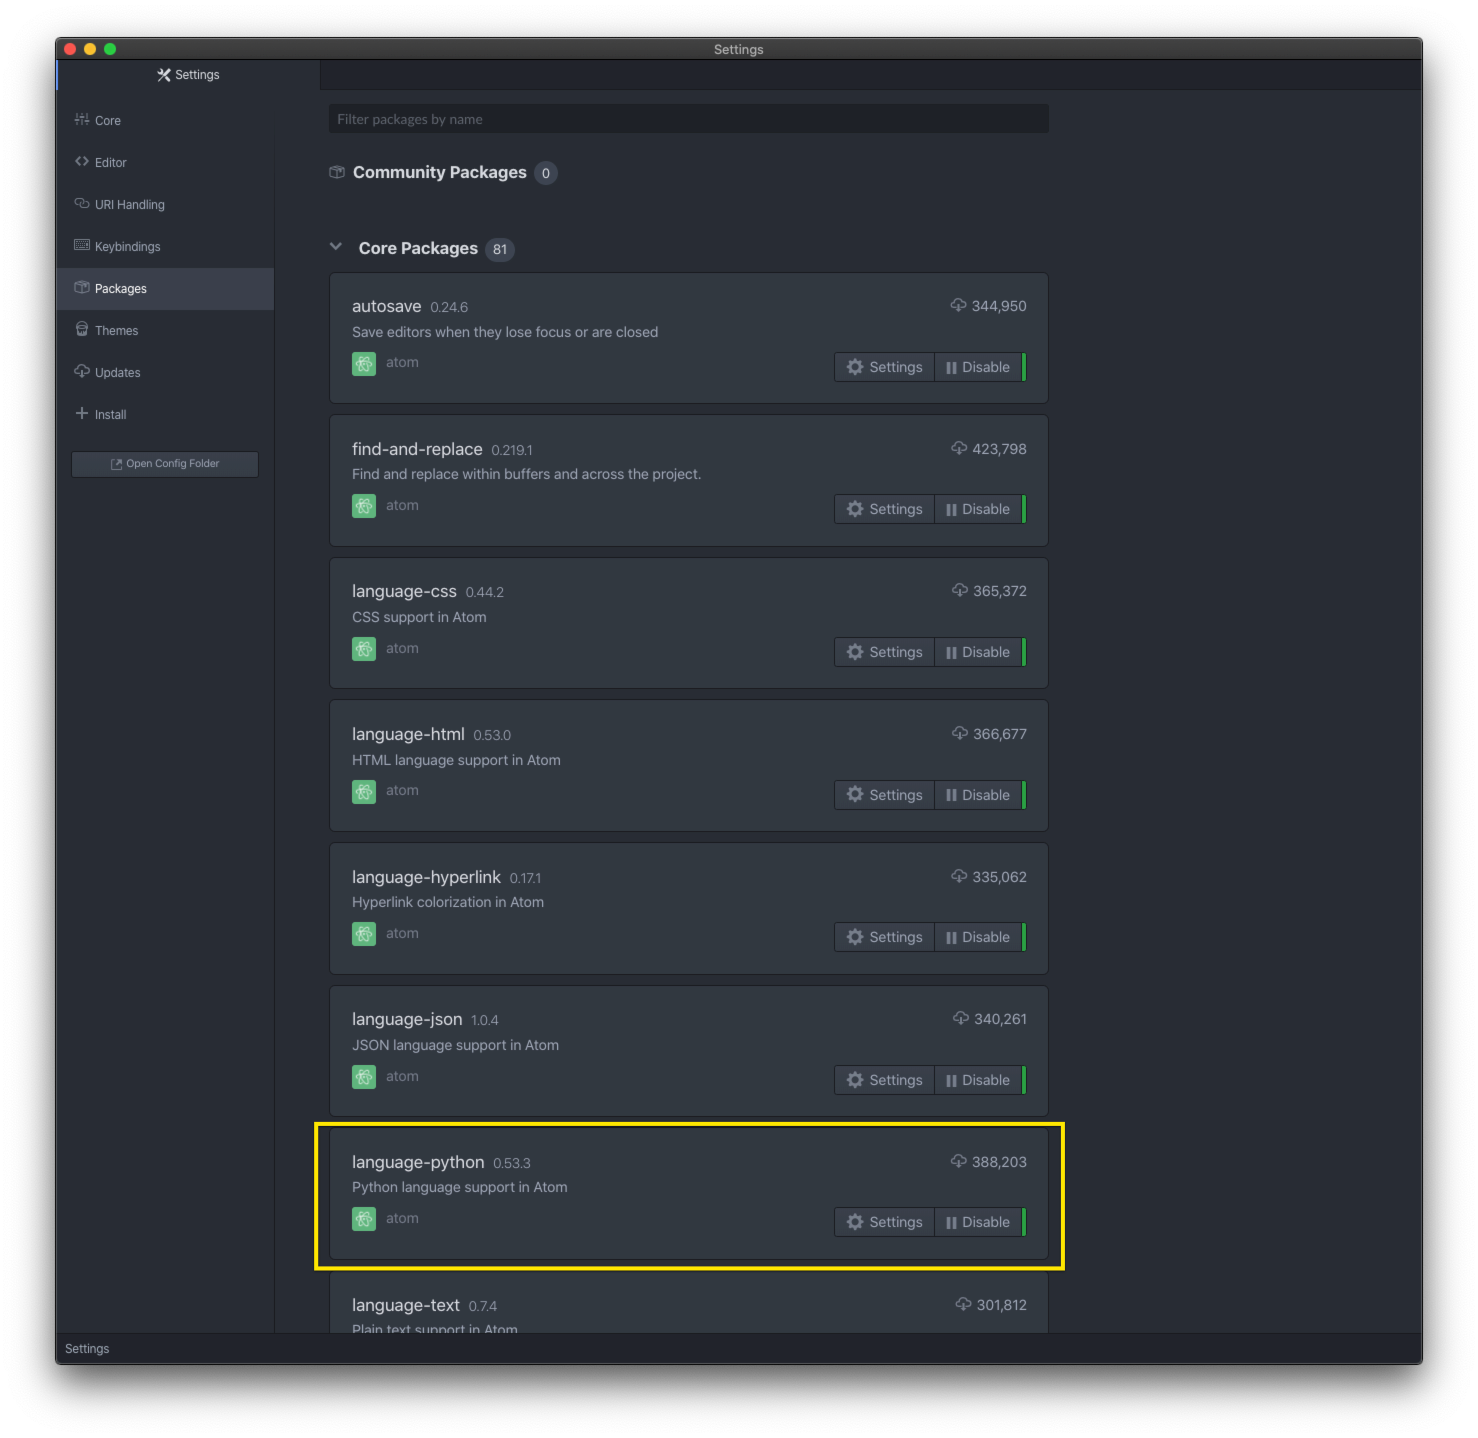 Settings
Settings
Core
Editor
URI Handling
Keybindings
Packages
Themes
Updates
Install
Open Config Folder
Filter packages by name
Community Packages 0
Core Packages 81
autosave 0.24.6 344,950
Save editors when they lose focus or are closed
atom Settings Disable
find-and-replace 0.219.1 423,798
Find and replace within buffers and across the project.
atom Settings Disable
language-css 0.44.2 365,372
CSS support in Atom
atom Settings Disable
language-html 0.53.0 366,677
HTML language support in Atom
atom Settings Disable
language-hyperlink 0.17.1 335,062
Hyperlink colorization in Atom
atom Settings Disable
language-json 1.0.4 340,261
JSON language support in Atom
atom Settings Disable
language-python 0.53.3 388,203
Python language support in Atom
atom Settings Disable
language-text 0.7.4 301,812
Plain text support in Atom
Settings